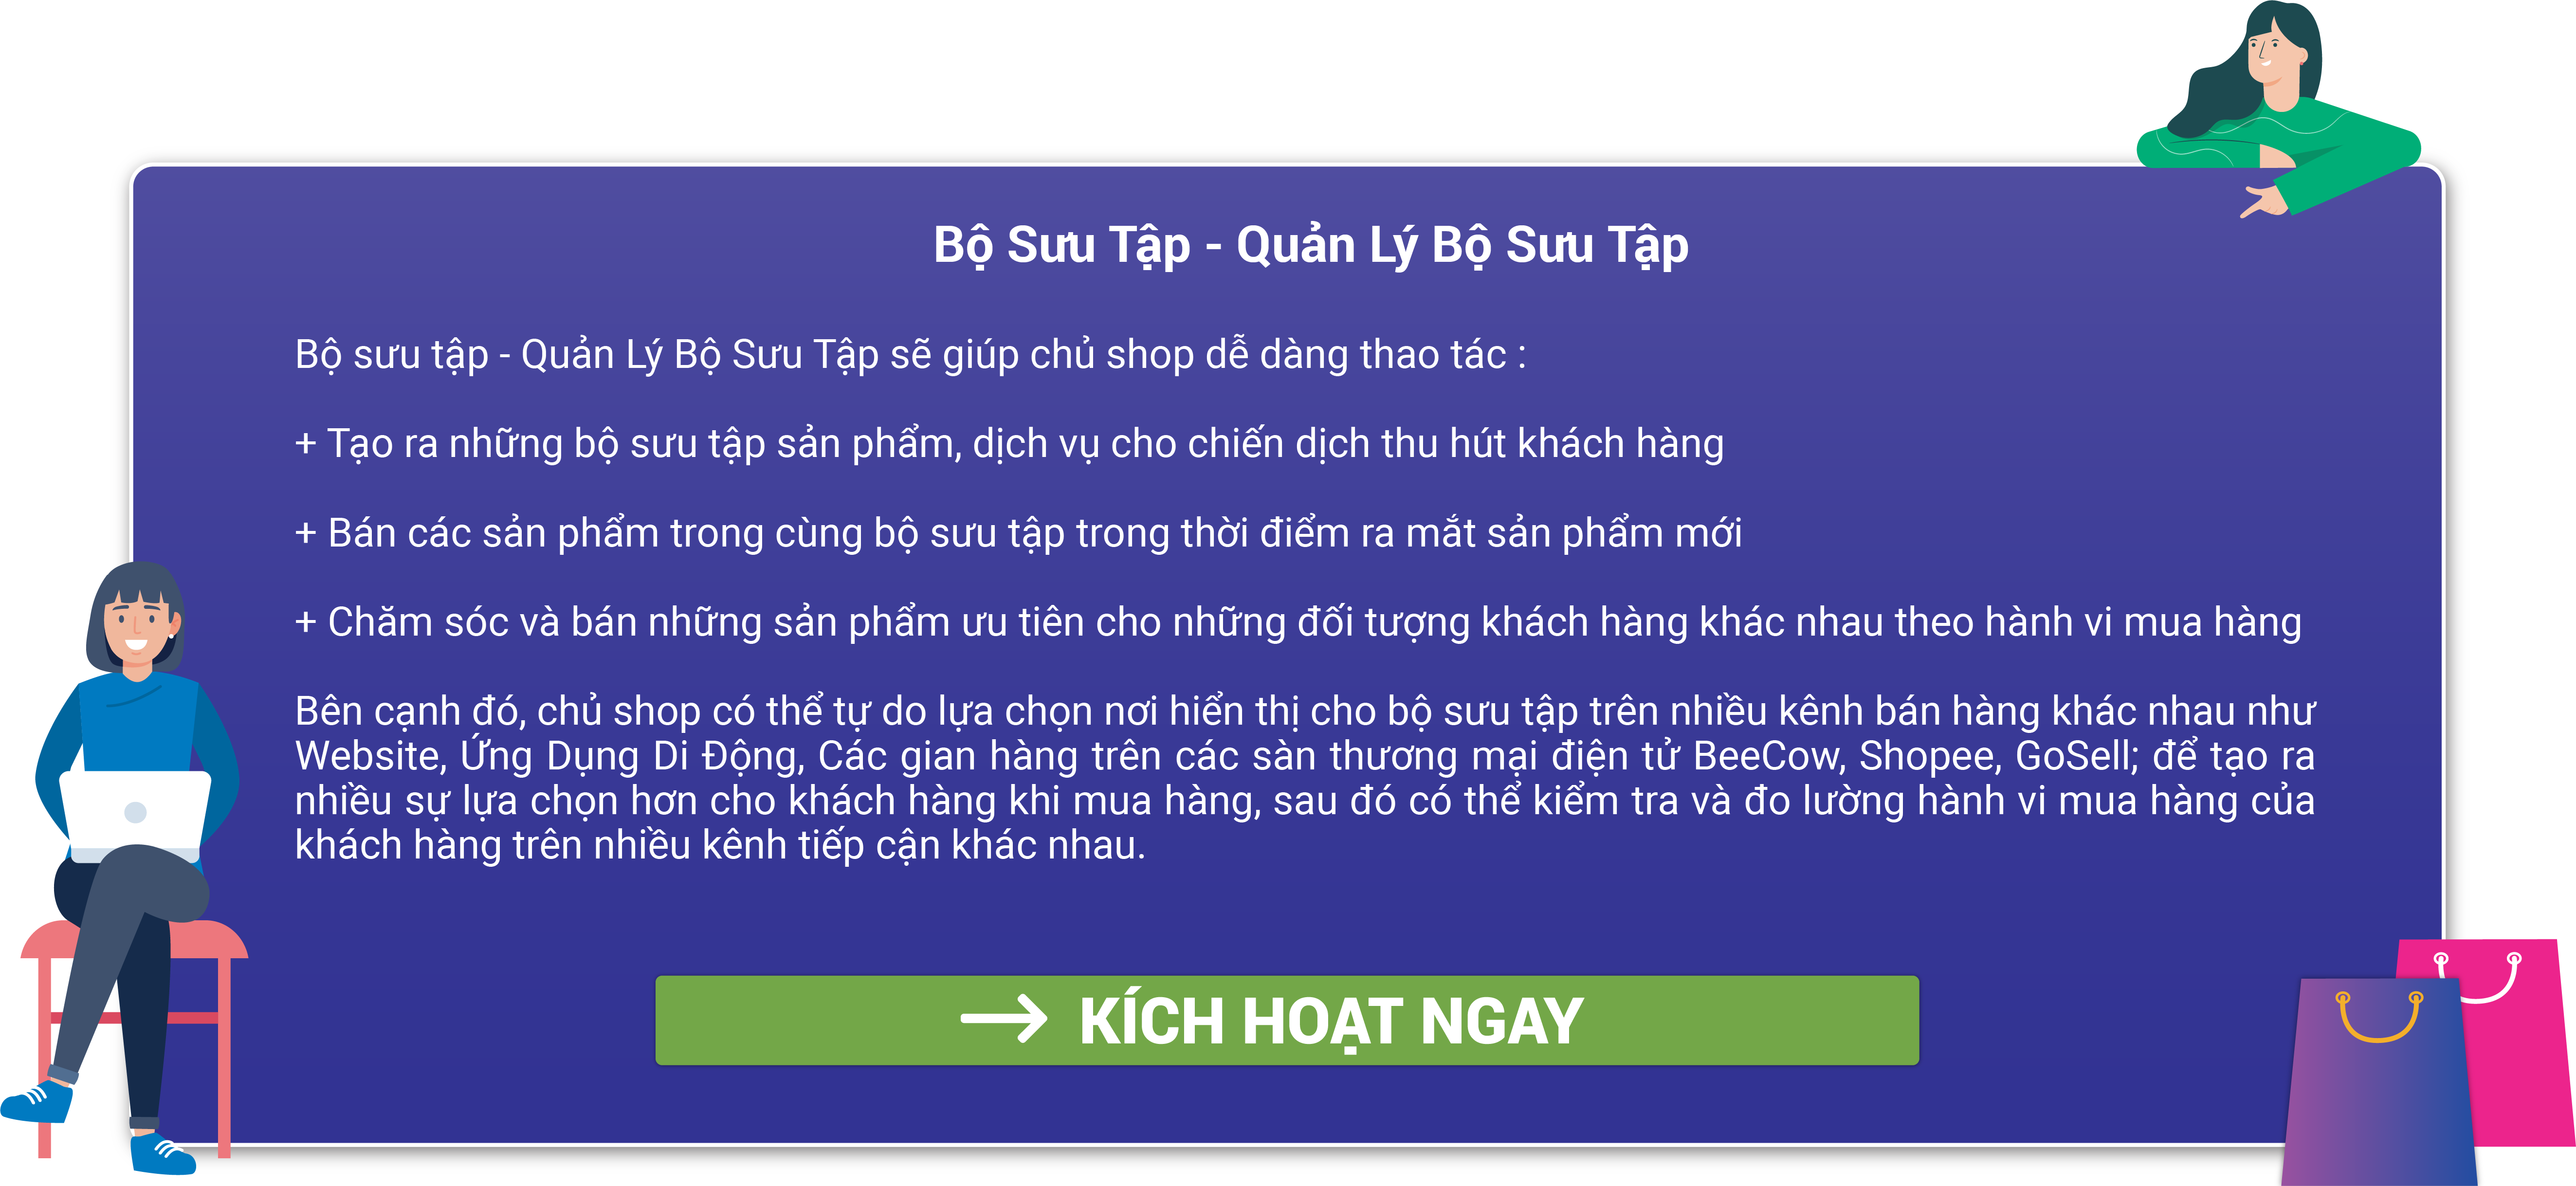 Bộ Sưu Tập - Quản Lý Bộ Sưu Tập
Bộ sưu tập - Quản Lý Bộ Sưu Tập sẽ giúp chủ shop dễ dàng thao tác :
+ Tạo ra những bộ sưu tập sản phẩm, dịch vụ cho chiến dịch thu hút khách hàng
+ Bán các sản phẩm trong cùng bộ sưu tập trong thời điểm ra mắt sản phẩm mới
+ Chăm sóc và bán những sản phẩm ưu tiên cho những đối tượng khách hàng khác nhau theo hành vi mua hàng
Bên cạnh đó, chủ shop có thể tự do lựa chọn nơi hiển thị cho bộ sưu tập trên nhiều kênh bán hàng khác nhau như
Website, Ứng Dụng Di Động, Các gian hàng trên các sàn thương mại điện tử BeeCow, Shopee, GoSell; để tạo ra
nhiều sự lựa chọn hơn cho khách hàng khi mua hàng, sau đó có thể kiểm tra và đo lường hành vi mua hàng của
khách hàng trên nhiều kênh tiếp cận khác nhau.
→ KÍCH HOẠT NGAY